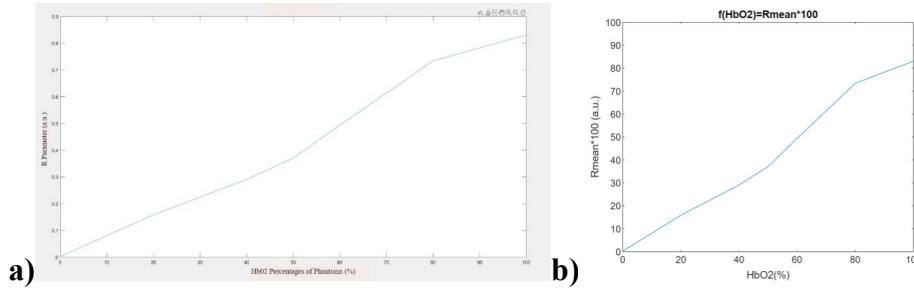 0.9
0.8
0.7
0.6
0.5
0.4
0.3
0.2
0.1
0
R Parameter (a.u.)
0 10 20 30 40 50 60 70 80 90 100
HbO2 Percentages of Phantoms (%)
a)
f(HbO2)=Rmean*100
100
90
80
70
60
50
40
30
20
10
0
Rmean*100 (a.u.)
0 20 40 60 80 100
HbO2(%)
b)